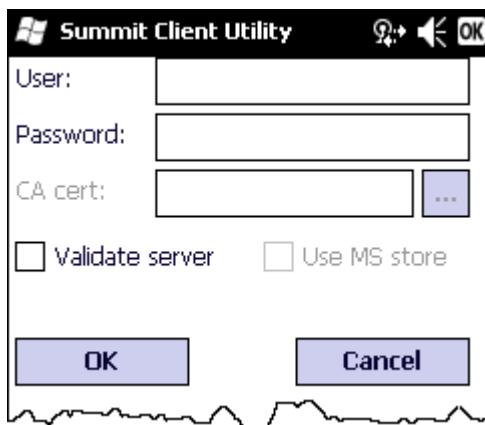 Summit Client Utility OK
User:
Password:
CA cert: ...
Validate server Use MS store
OK Cancel